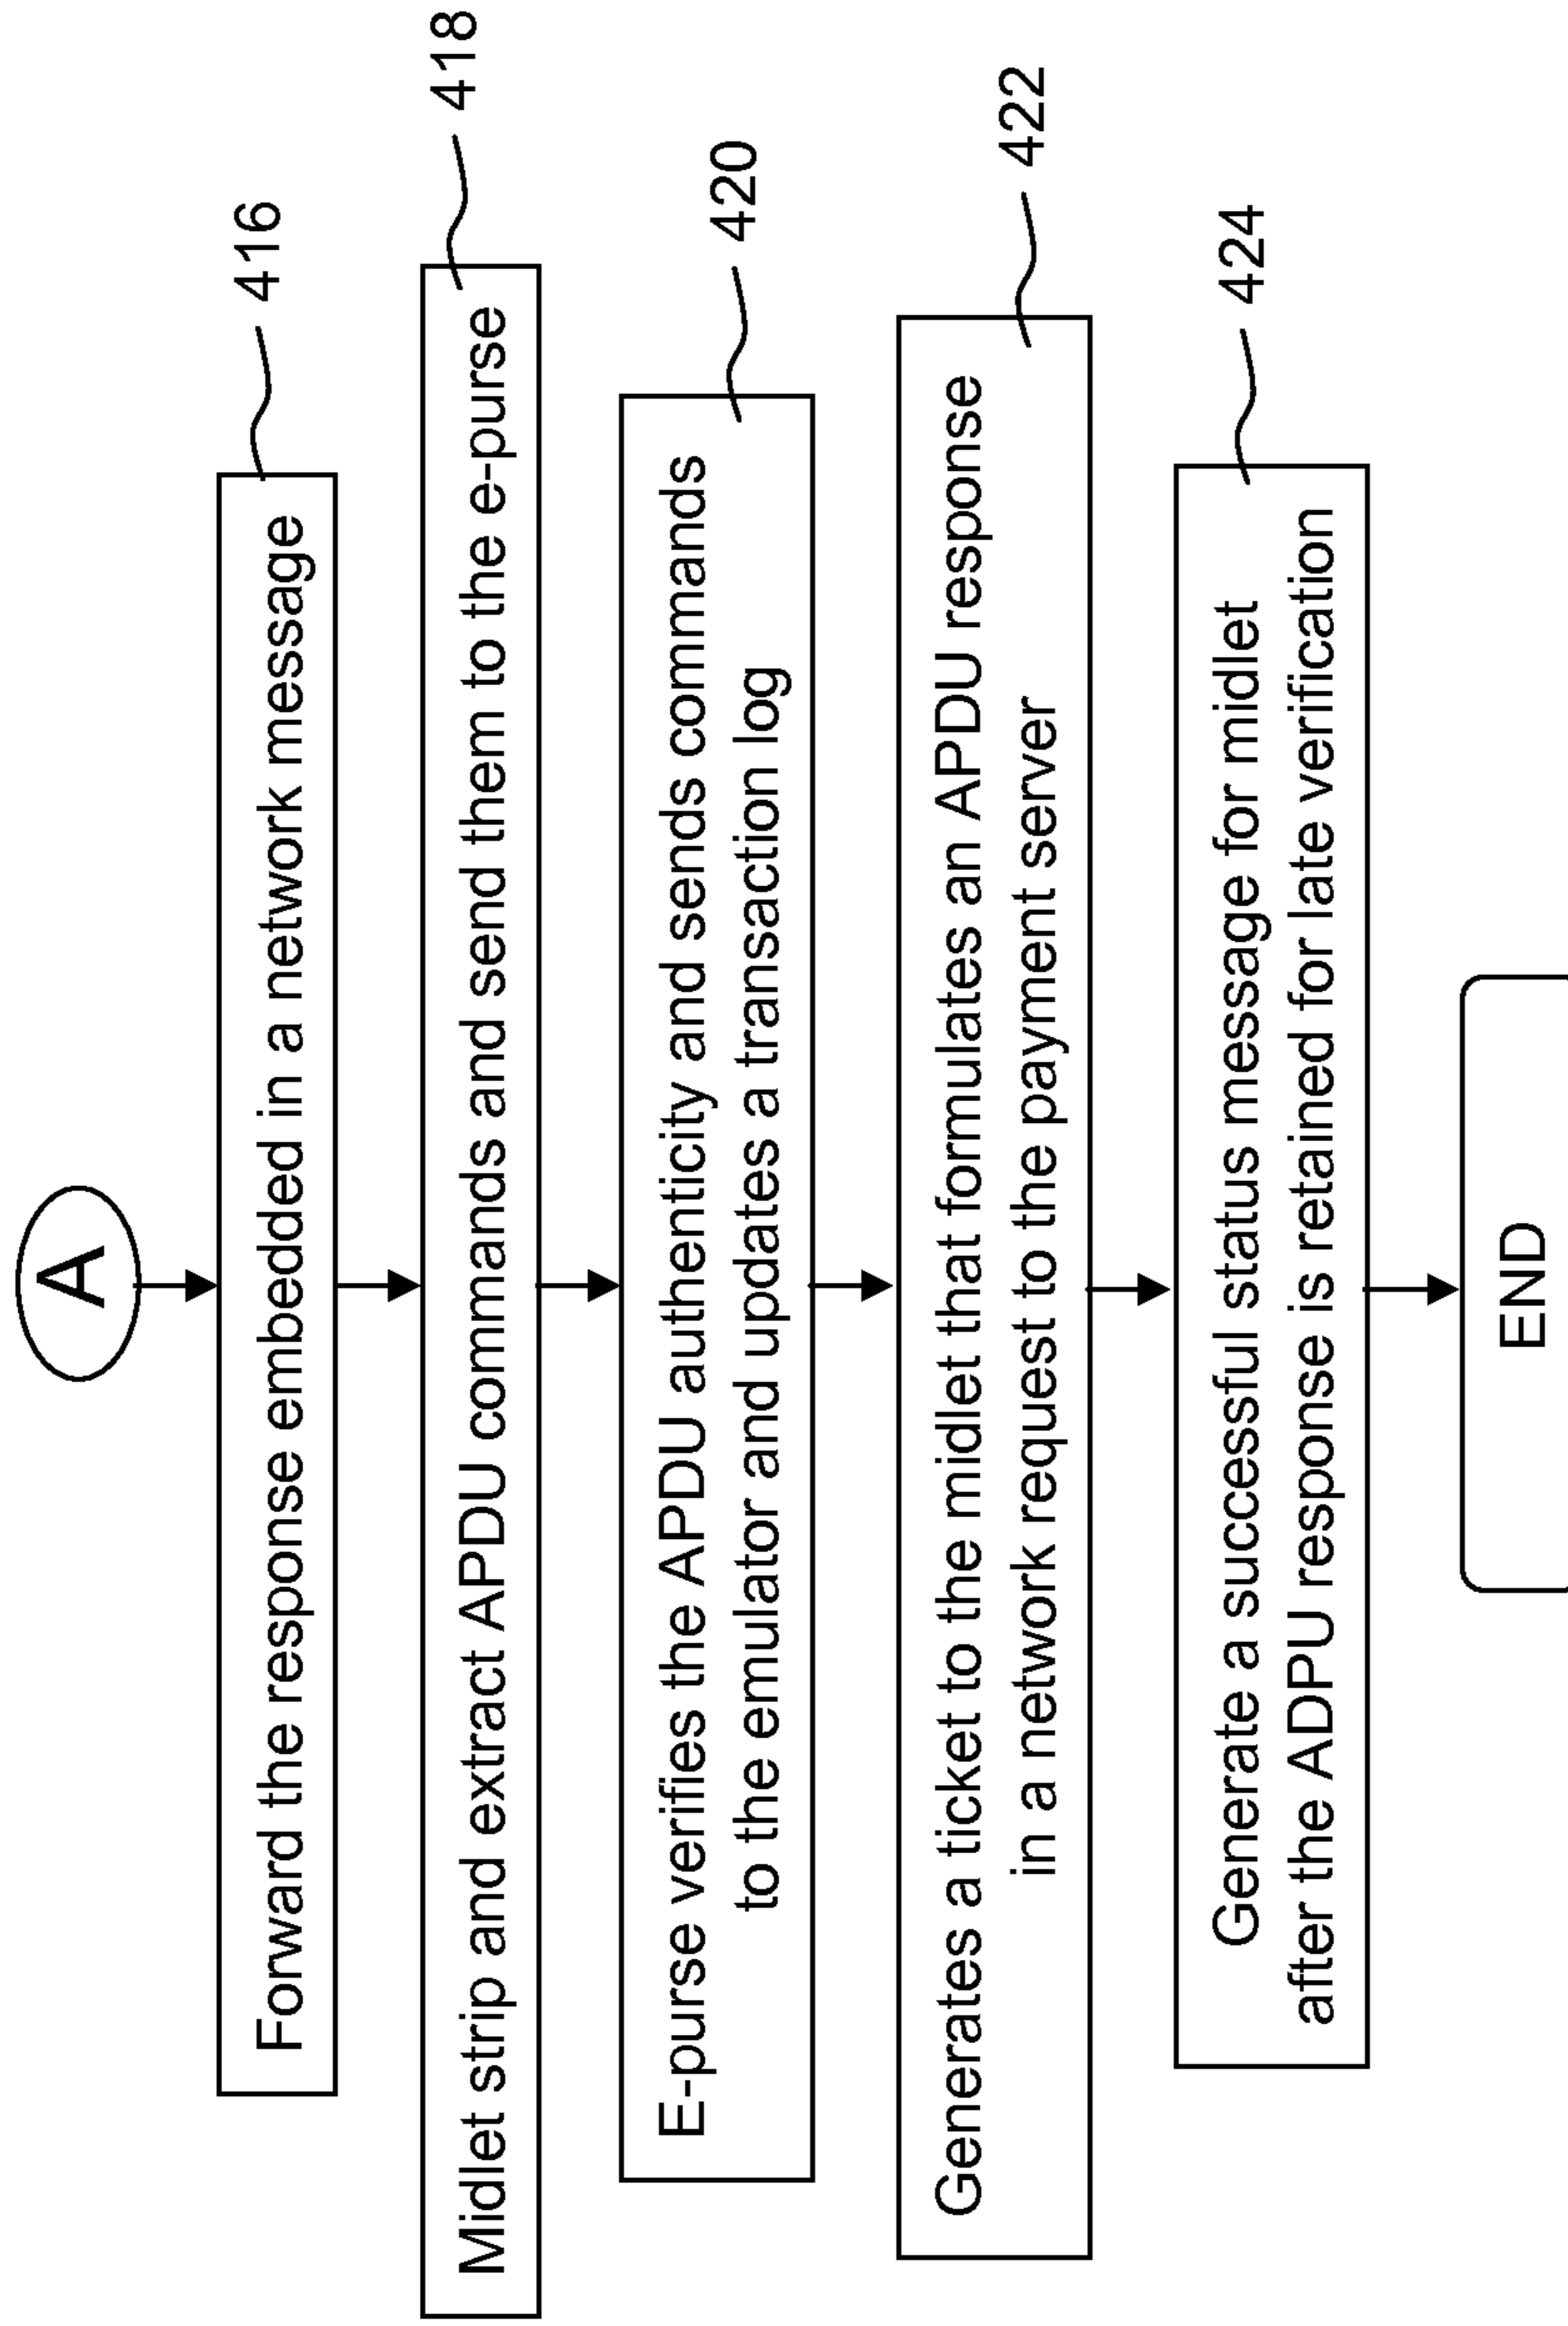 A
Forward the response embedded in a network message
416
Midlet strip and extract APDU commands and send them to the e-purse
418
E-purse verifies the APDU authenticity and sends commands
to the emulator and updates a transaction log
420
Generates a ticket to the midlet that formulates an APDU response
in a network request to the payment server
422
Generate a successful status message for midlet
after the ADPU response is retained for late verification
424
END